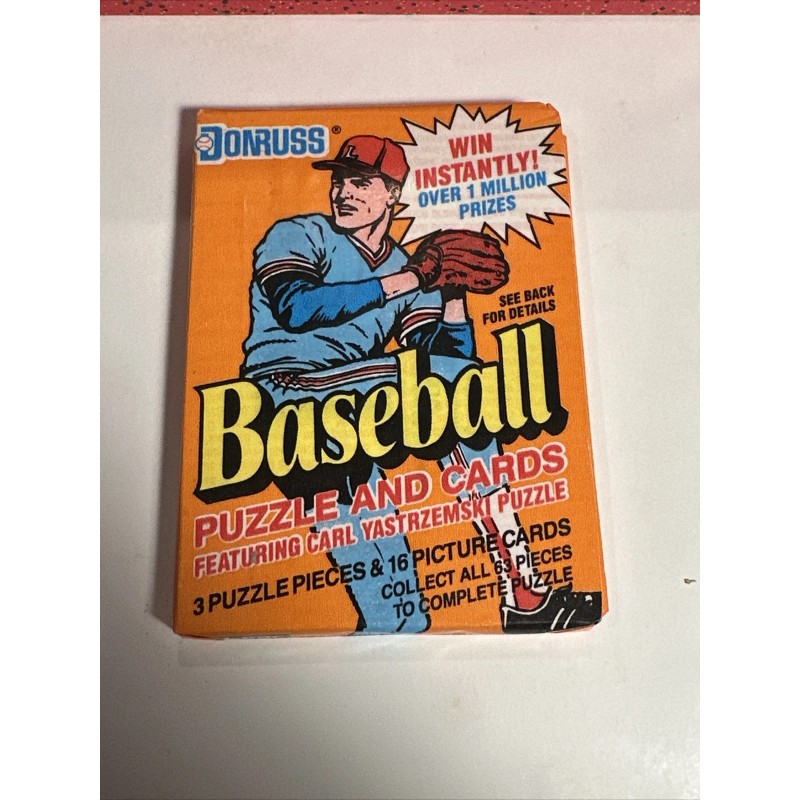 DONRUSS®
WIN
INSTANTLY!
OVER 1 MILLION
PRIZES
L
SEE BACK
FOR DETAILS
Baseball
PUZZLE AND CARDS
FEATURING CARL YASTRZEMSKI PUZZLE
3 PUZZLE PIECES & 16 PICTURE CARDS
COLLECT ALL 63 PIECES
TO COMPLETE PUZZLE